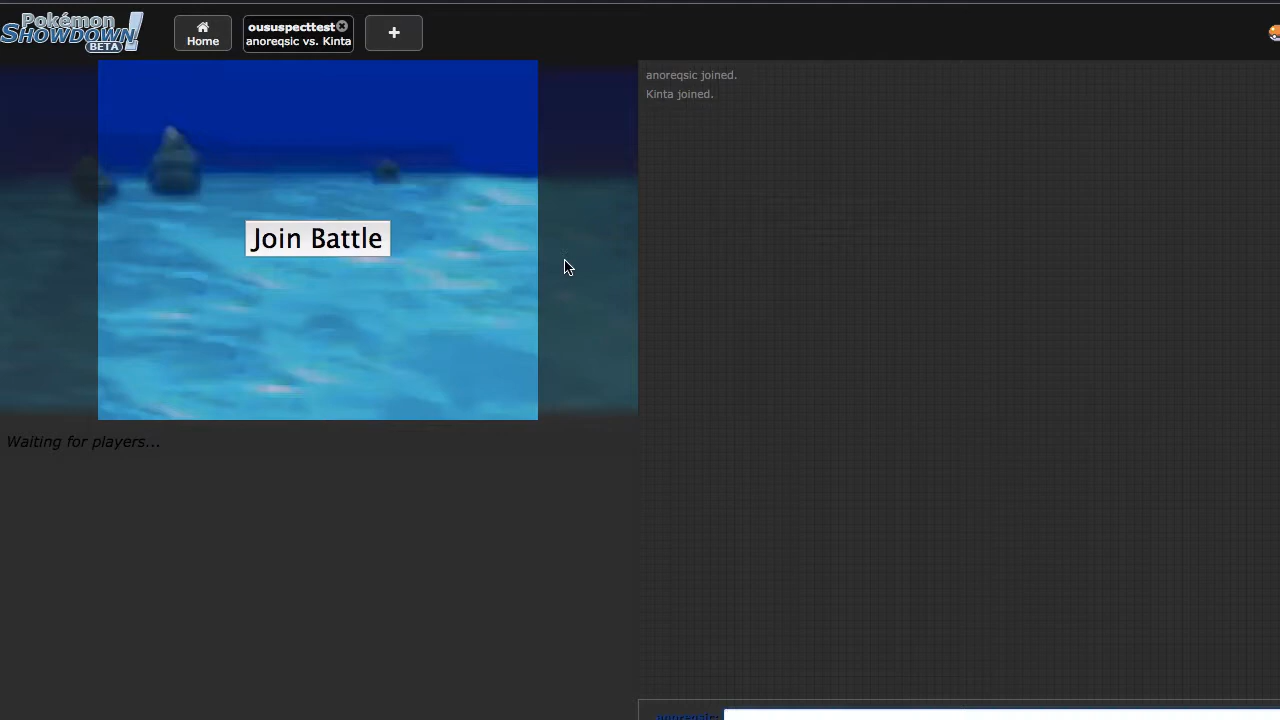 Pokémon
SHOWDOWN!
BETA
Home
oususpecttest
anoreqsic vs. Kinta
+
anoreqsic joined.
Kinta joined.
Join Battle
Waiting for players...